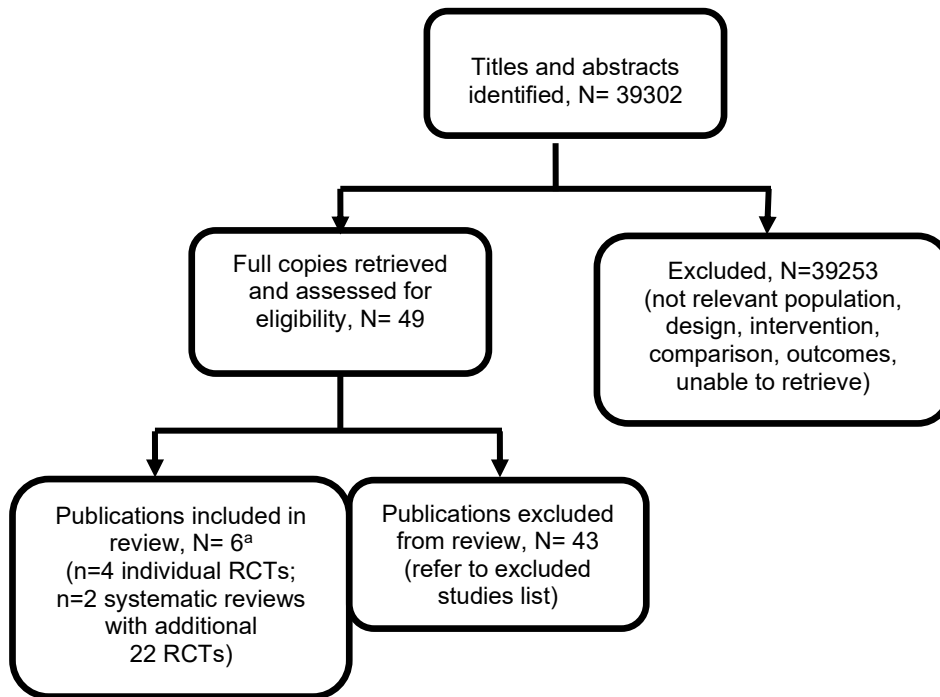 Titles and abstracts
identified, N= 39302
Full copies retrieved
and assessed for
eligibility, N= 49
Excluded, N=39253
(not relevant population,
design, intervention,
comparison, outcomes,
unable to retrieve)
Publications included in
review, N= 6ᵃ
(n=4 individual RCTs;
n=2 systematic reviews
with additional
22 RCTs)
Publications excluded
from review, N= 43
(refer to excluded
studies list)